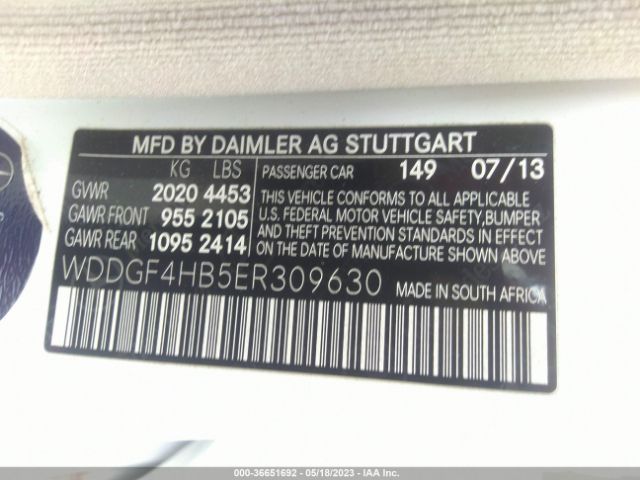 MFD BY DAIMLER AG STUTTGART
KG LBS
GVWR 2020 4453
GAWR FRONT 955 2105
GAWR REAR 1095 2414
PASSENGER CAR 149 07/13
THIS VEHICLE CONFORMS TO ALL APPLICABLE
U.S. FEDERAL MOTOR VEHICLE SAFETY, BUMPER
AND THEFT PREVENTION STANDARDS IN EFFECT
ON THE DATE OF MANUFACTURE SHOWN ABOVE
WDDGF4HB5ER309630 MADE IN SOUTH AFRICA
000-36651692 - 05/18/2023 - IAA Inc.